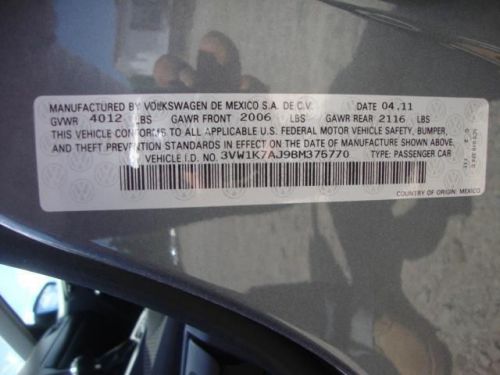 MANUFACTURED BY VOLKSWAGEN DE MEXICO S.A. DE C.V. DATE 04.11
GVWR 4012 LBS GAWR FRONT 2006 LBS GAWR REAR 2116 LBS
THIS VEHICLE CONFORMS TO ALL APPLICABLE U.S. FEDERAL MOTOR VEHICLE SAFETY, BUMPER,
AND THEFT PREVENTION STANDARDS IN EFFECT ON THE DATE OF MANUFACTURE SHOWN ABOVE.
VEHICLE I.D. NO. 3VW1K7AJ9BM375770 TYPE: PASSENGER CAR
COUNTRY OF ORIGIN: MEXICO